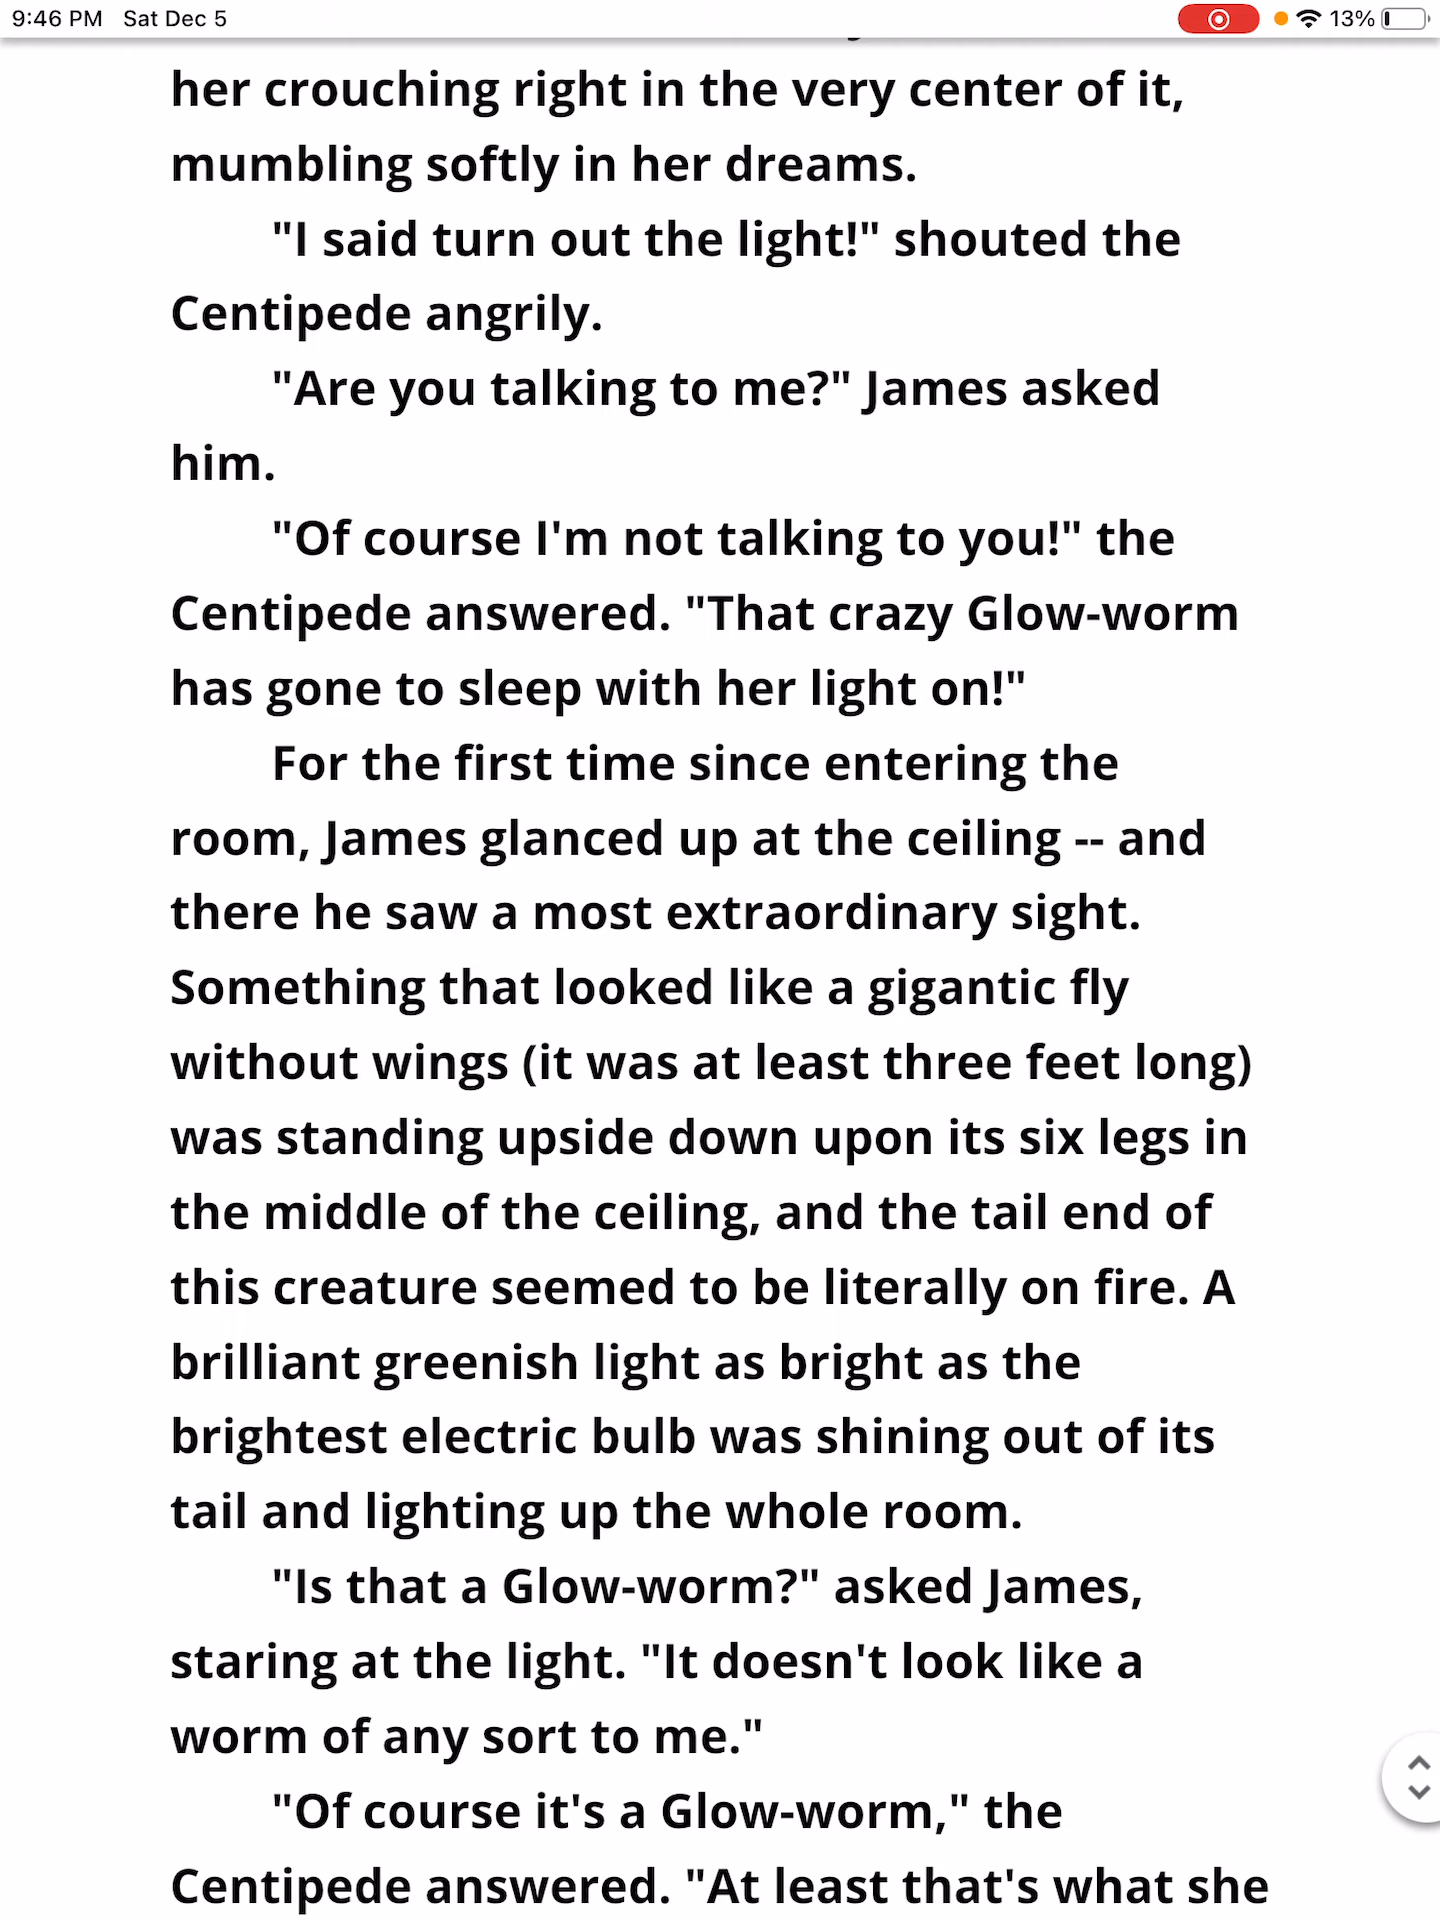 9:46 PM Sat Dec 5 13%
her crouching right in the very center of it,
mumbling softly in her dreams.
"I said turn out the light!" shouted the
Centipede angrily.
"Are you talking to me?" James asked
him.
"Of course I'm not talking to you!" the
Centipede answered. "That crazy Glow-worm
has gone to sleep with her light on!"
For the first time since entering the
room, James glanced up at the ceiling -- and
there he saw a most extraordinary sight.
Something that looked like a gigantic fly
without wings (it was at least three feet long)
was standing upside down upon its six legs in
the middle of the ceiling, and the tail end of
this creature seemed to be literally on fire. A
brilliant greenish light as bright as the
brightest electric bulb was shining out of its
tail and lighting up the whole room.
"Is that a Glow-worm?" asked James,
staring at the light. "It doesn't look like a
worm of any sort to me."
"Of course it's a Glow-worm," the
Centipede answered. "At least that's what she